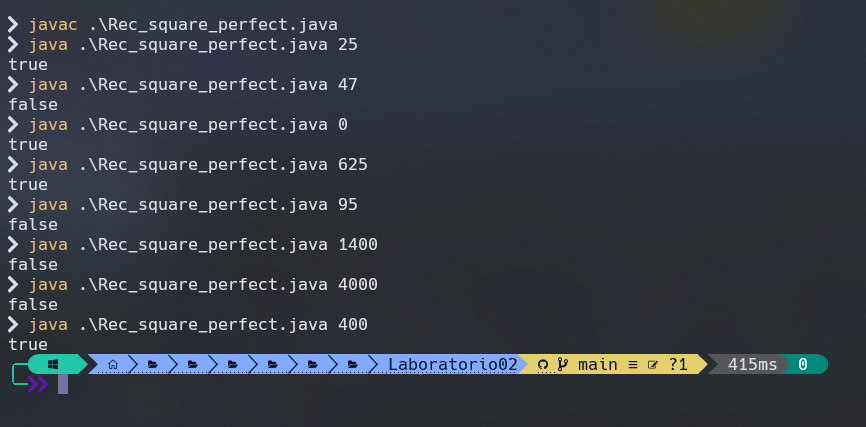 ❯ javac .\Rec_square_perfect.java
❯ java .\Rec_square_perfect.java 25
true
❯ java .\Rec_square_perfect.java 47
false
❯ java .\Rec_square_perfect.java 0
true
❯ java .\Rec_square_perfect.java 625
true
❯ java .\Rec_square_perfect.java 95
false
❯ java .\Rec_square_perfect.java 1400
false
❯ java .\Rec_square_perfect.java 4000
false
❯ java .\Rec_square_perfect.java 400
true
Laboratorio02 main ≡ ?1 415ms 0